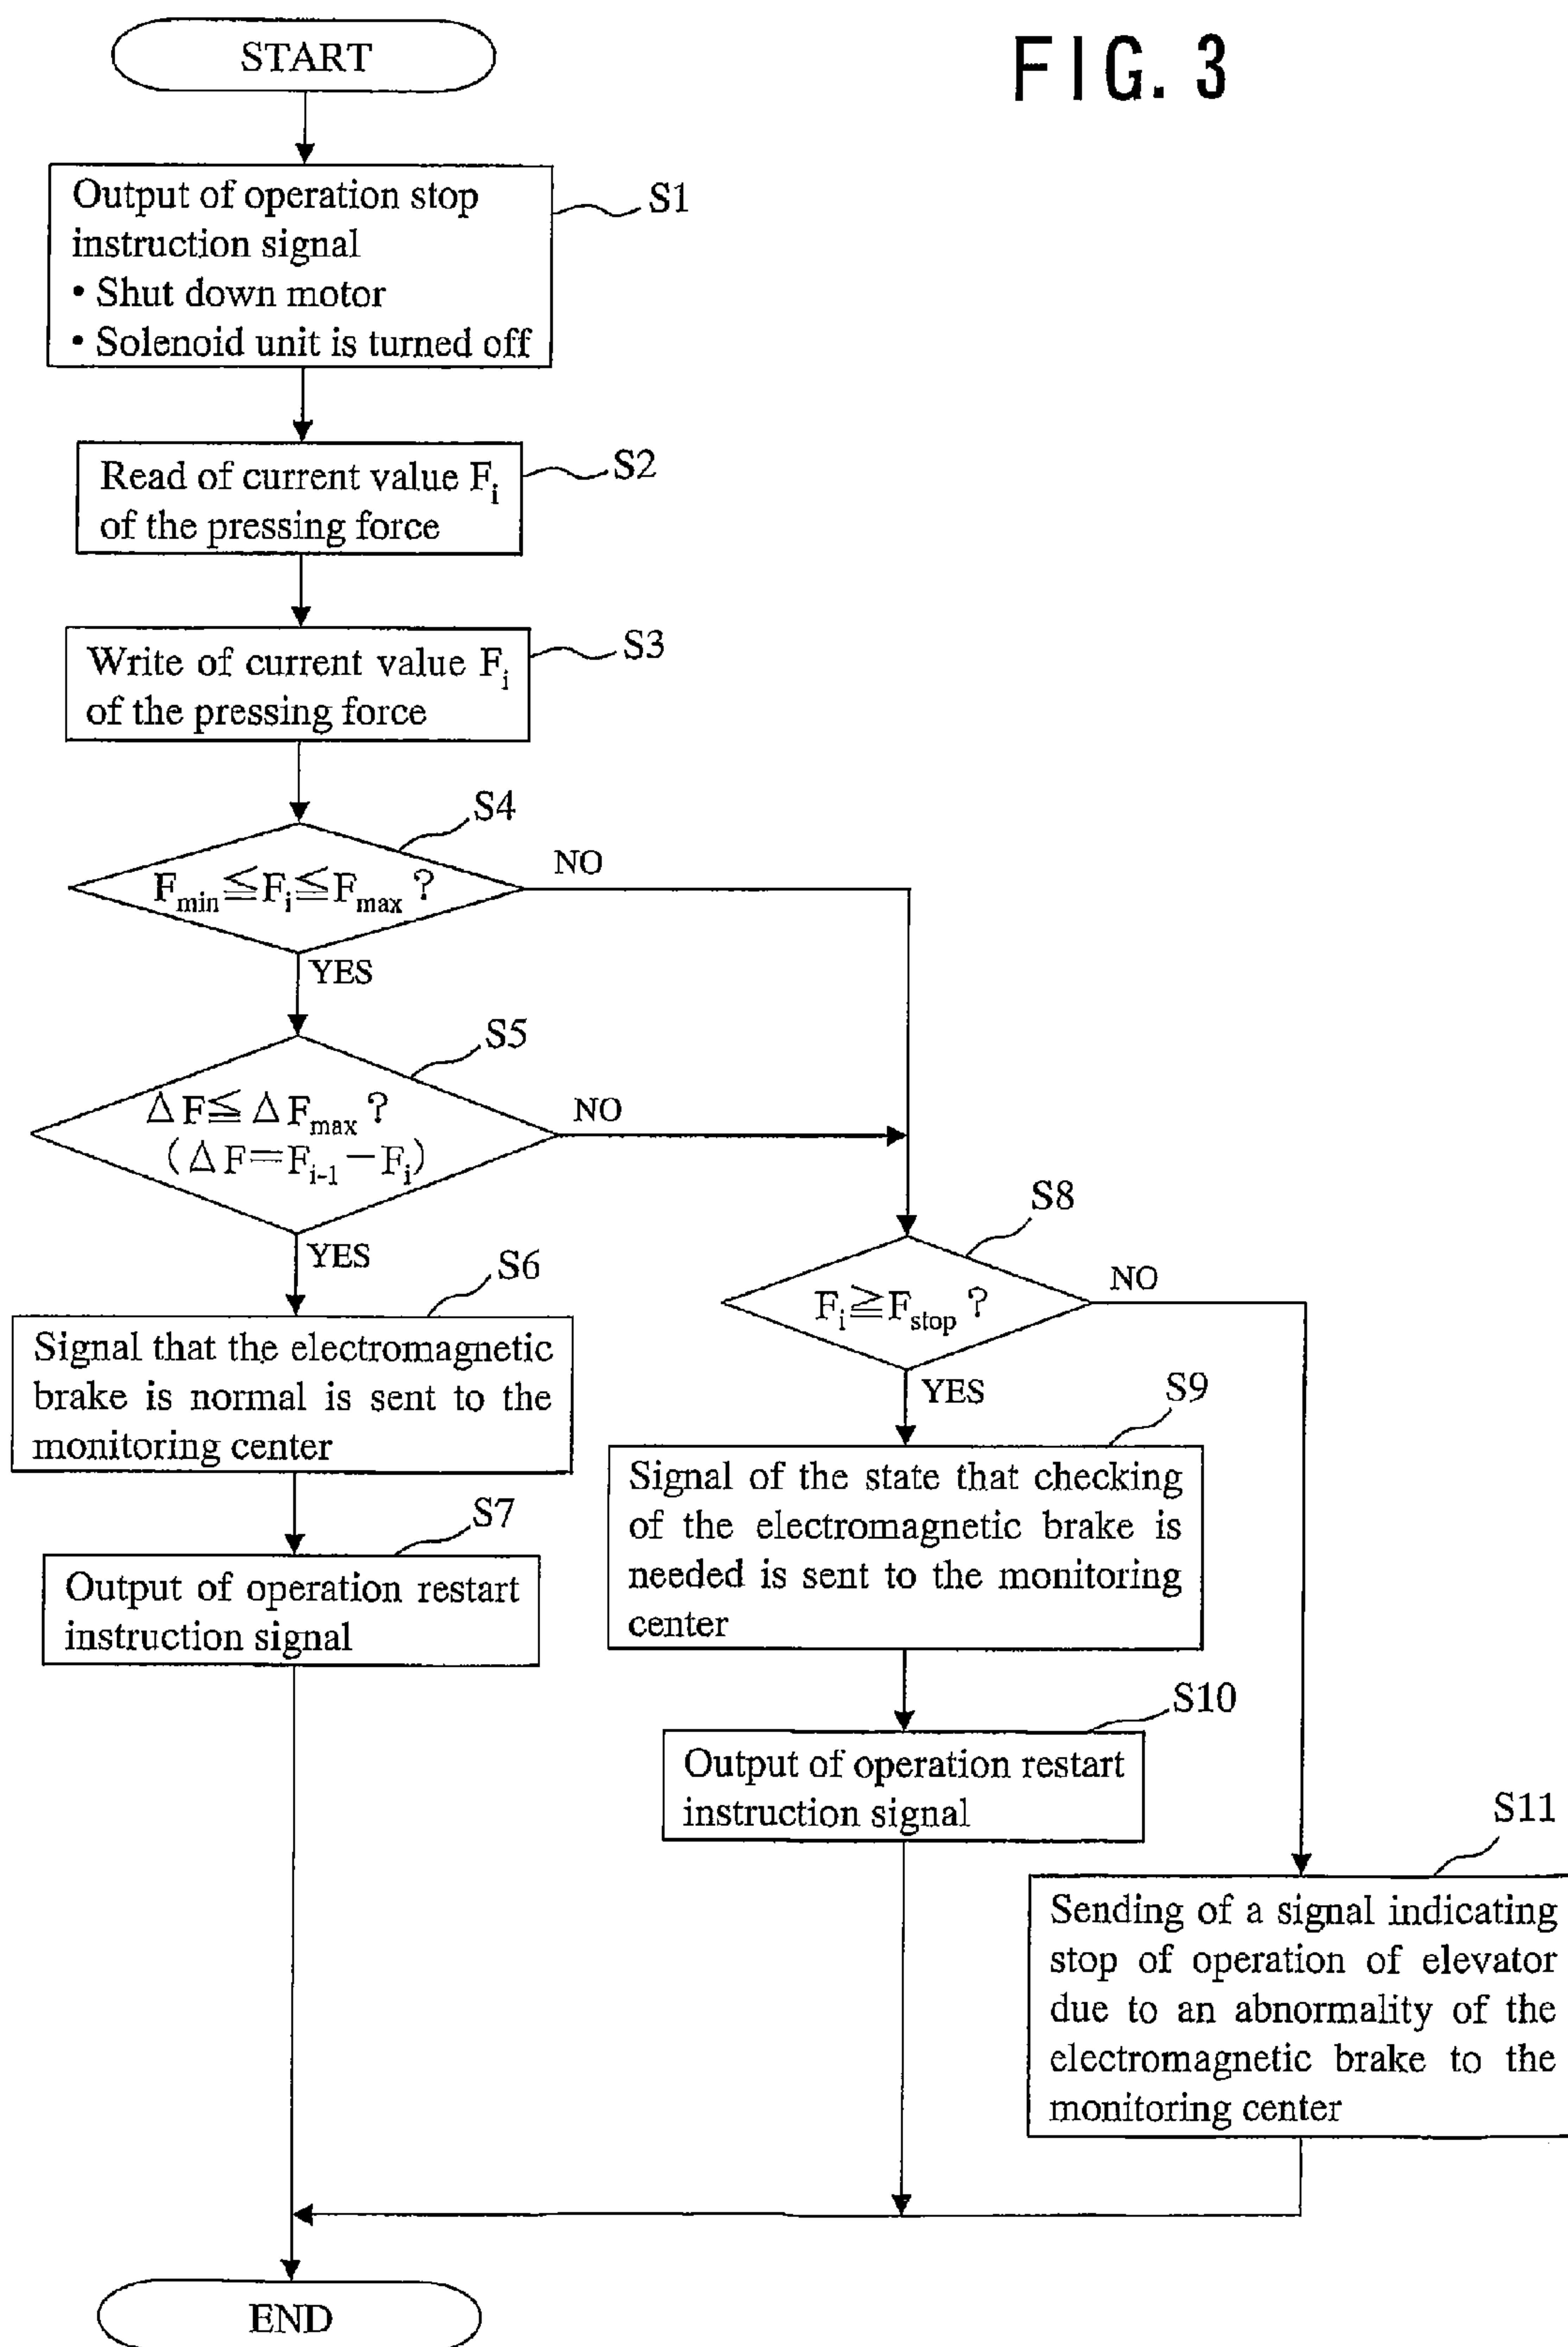 FIG. 3
START
Output of operation stop
instruction signal
• Shut down motor
• Solenoid unit is turned off
S1
Read of current value Fi
of the pressing force
S2
Write of current value Fi
of the pressing force
S3
S4
Fmin≦Fi≦Fmax ?
NO
YES
S5
ΔF≦ΔFmax ?
(ΔF=Fi-1−Fi)
NO
YES
S6
Signal that the electromagnetic
brake is normal is sent to the
monitoring center
S7
Output of operation restart
instruction signal
S8
Fi≧Fstop ?
NO
YES
S9
Signal of the state that checking
of the electromagnetic brake is
needed is sent to the monitoring
center
S10
Output of operation restart
instruction signal
S11
Sending of a signal indicating
stop of operation of elevator
due to an abnormality of the
electromagnetic brake to the
monitoring center
END